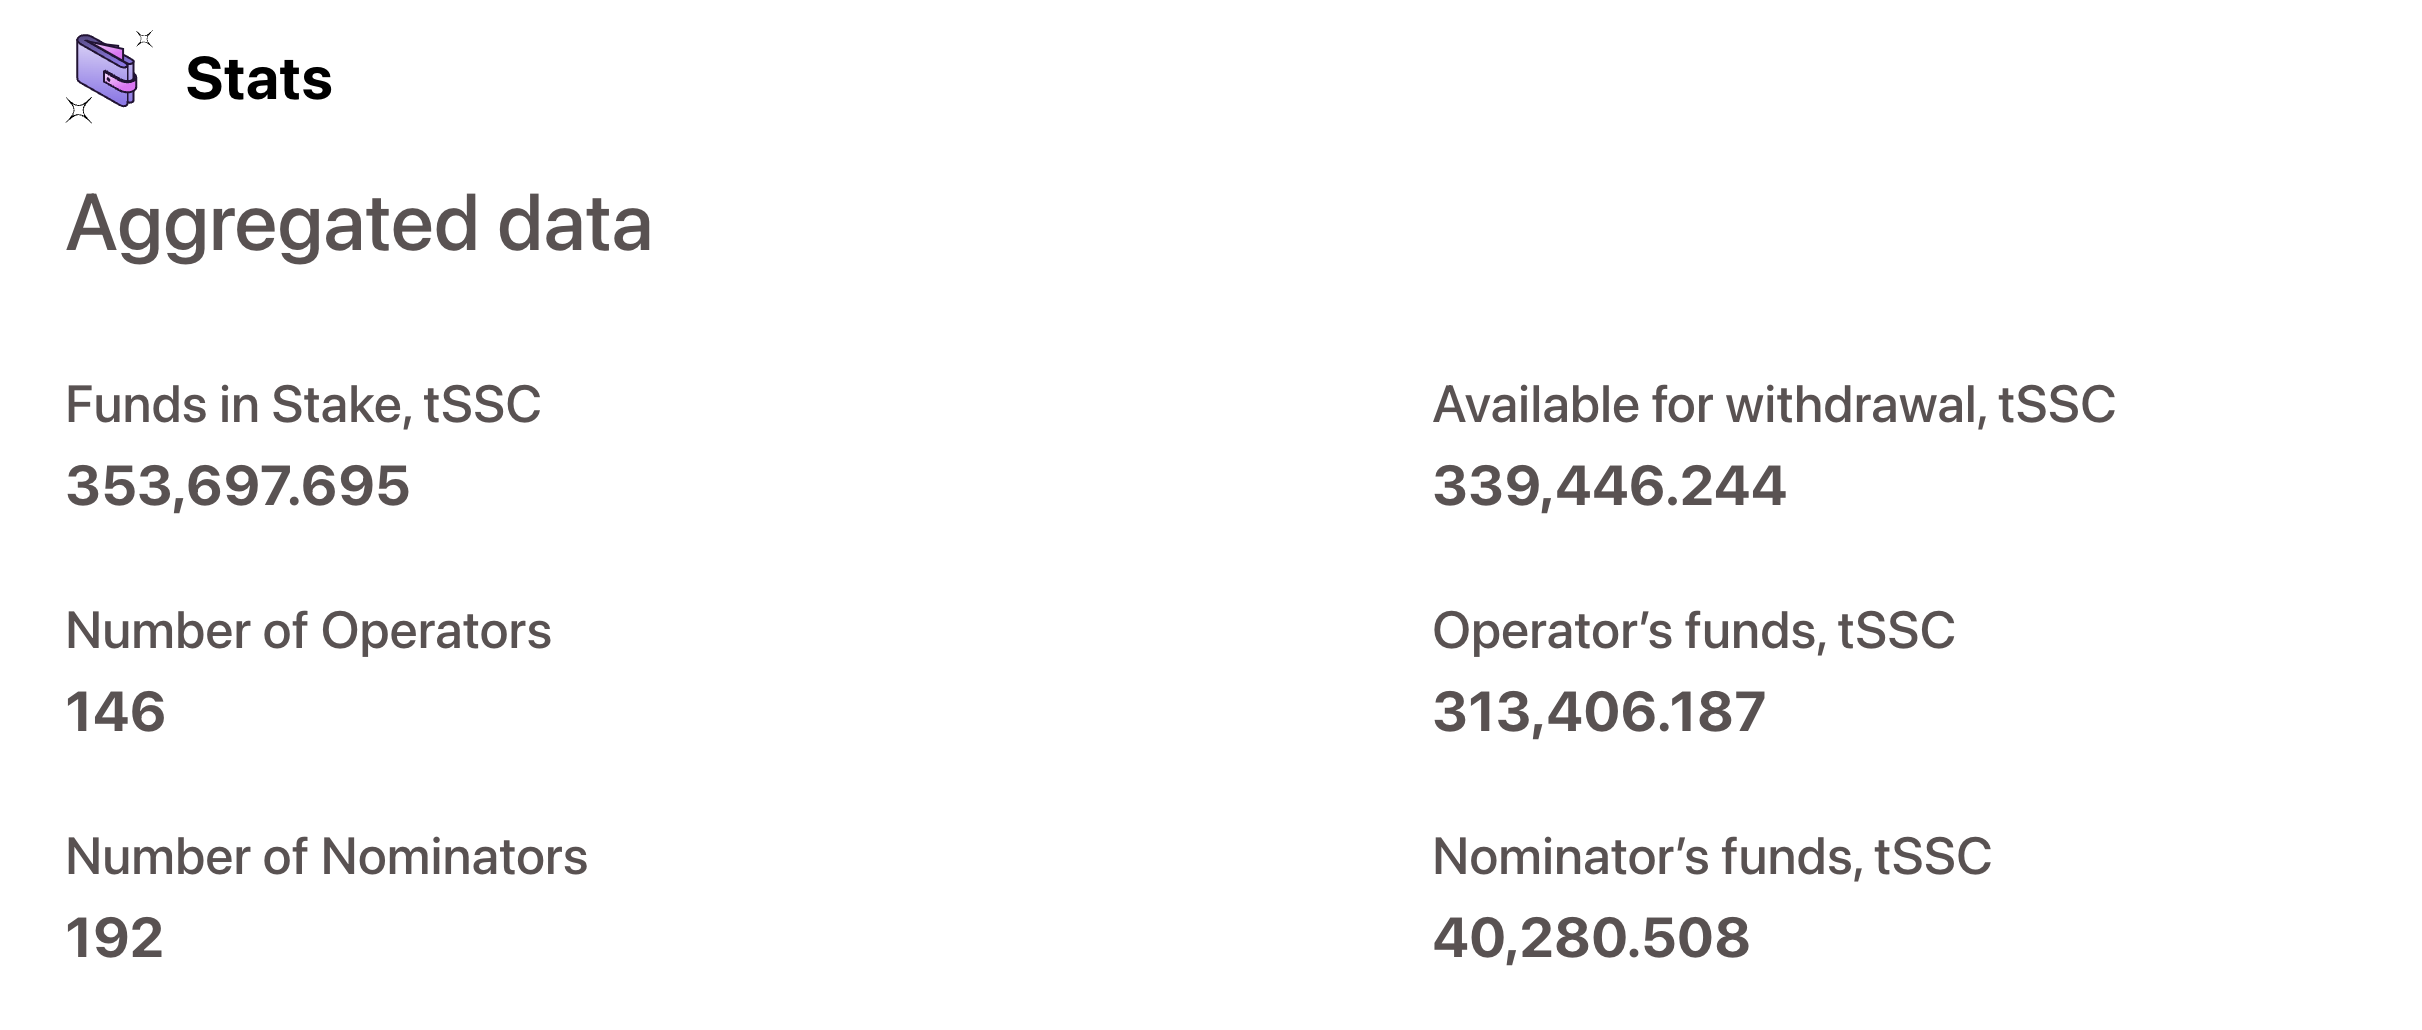 Stats
Aggregated data
Funds in Stake, tSSC
353,697.695
Available for withdrawal, tSSC
339,446.244
Number of Operators
146
Operator’s funds, tSSC
313,406.187
Number of Nominators
192
Nominator’s funds, tSSC
40,280.508